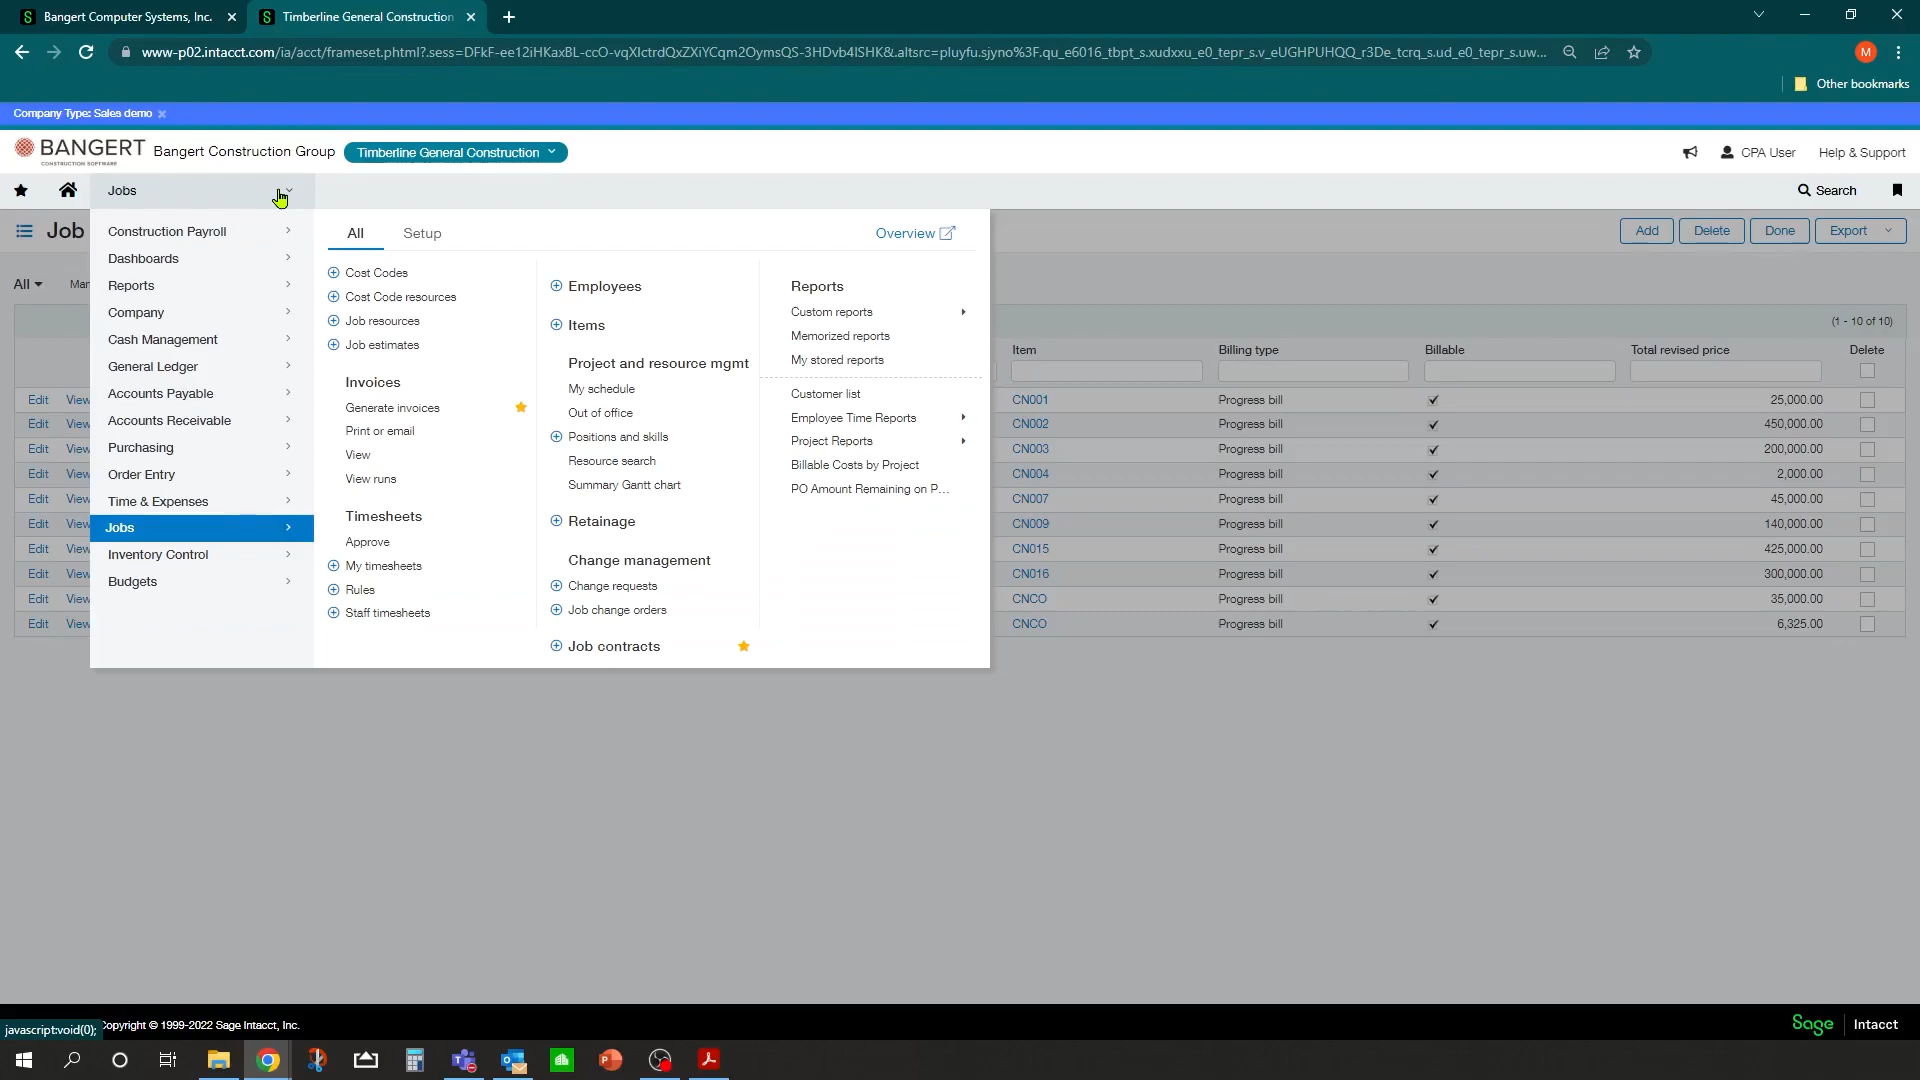 Bangert Computer Systems, Inc.
Timberline General Construction
www-p02.intacct.com/ia/acct/frameset.phtml?.sess=DFkF-ee12iHKaxBL-ccO-vqXIctrdQxZXiYCqm2OymsQS-3HDvb4lSHK&.altsrc=pluyfu.sjyno%3F.qu_e6016_tbpt_s.xudxxu_e0_tepr_s.v_eUGHPUHQQ_r3De_tcrq_s.ud_e0_tepr_s.uw...
M
Other bookmarks
Company Type: Sales demo
BANGERT
CONSTRUCTION SOFTWARE
Bangert Construction Group
Timberline General Construction
CPA User
Help & Support
Jobs
Search
Job
Add
Delete
Done
Export
All
Man
Construction Payroll
Dashboards
Reports
Company
Cash Management
General Ledger
Accounts Payable
Accounts Receivable
Purchasing
Order Entry
Time & Expenses
Jobs
Inventory Control
Budgets
All
Setup
Overview
Cost Codes
Cost Code resources
Job resources
Job estimates
Invoices
Generate invoices
Print or email
View
View runs
Timesheets
Approve
My timesheets
Rules
Staff timesheets
Employees
Items
Project and resource mgmt
My schedule
Out of office
Positions and skills
Resource search
Summary Gantt chart
Retainage
Change management
Change requests
Job change orders
Job contracts
Reports
Custom reports
Memorized reports
My stored reports
Customer list
Employee Time Reports
Project Reports
Billable Costs by Project
PO Amount Remaining on P...
(1 - 10 of 10)
Item Billing type Billable Total revised price Delete
Edit View CN001 Progress bill 25,000.00
Edit View CN002 Progress bill 450,000.00
Edit View CN003 Progress bill 200,000.00
Edit View CN004 Progress bill 2,000.00
Edit View CN007 Progress bill 45,000.00
Edit View CN009 Progress bill 140,000.00
Edit View CN015 Progress bill 425,000.00
Edit View CN016 Progress bill 300,000.00
Edit View CNCO Progress bill 35,000.00
Edit View CNCO Progress bill 6,325.00
javascript:void(0);
opyright © 1999-2022 Sage Intacct, Inc.
Sage Intacct